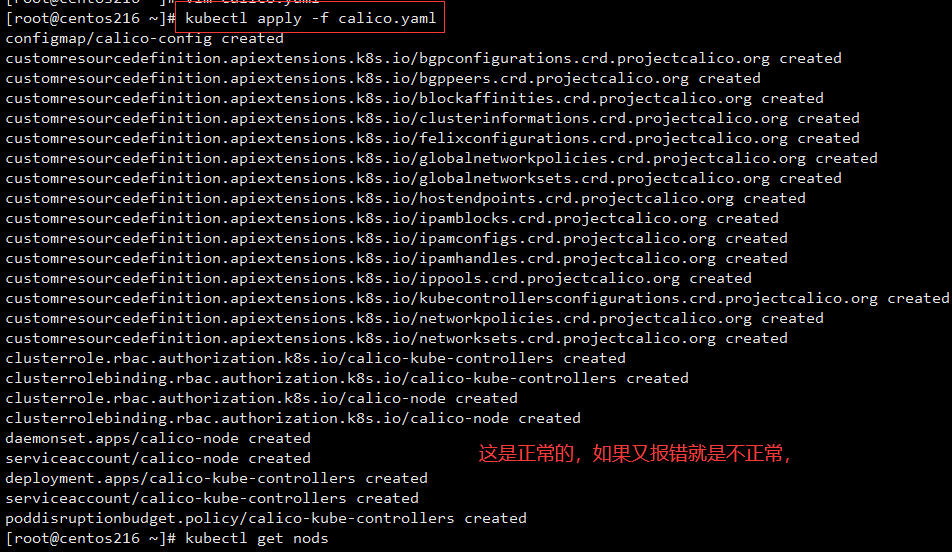 [root@centos216 ~]# vim calico.yaml
[root@centos216 ~]# kubectl apply -f calico.yaml
configmap/calico-config created
customresourcedefinition.apiextensions.k8s.io/bgpconfigurations.crd.projectcalico.org created
customresourcedefinition.apiextensions.k8s.io/bgppeers.crd.projectcalico.org created
customresourcedefinition.apiextensions.k8s.io/blockaffinities.crd.projectcalico.org created
customresourcedefinition.apiextensions.k8s.io/clusterinformations.crd.projectcalico.org created
customresourcedefinition.apiextensions.k8s.io/felixconfigurations.crd.projectcalico.org created
customresourcedefinition.apiextensions.k8s.io/globalnetworkpolicies.crd.projectcalico.org created
customresourcedefinition.apiextensions.k8s.io/globalnetworksets.crd.projectcalico.org created
customresourcedefinition.apiextensions.k8s.io/hostendpoints.crd.projectcalico.org created
customresourcedefinition.apiextensions.k8s.io/ipamblocks.crd.projectcalico.org created
customresourcedefinition.apiextensions.k8s.io/ipamconfigs.crd.projectcalico.org created
customresourcedefinition.apiextensions.k8s.io/ipamhandles.crd.projectcalico.org created
customresourcedefinition.apiextensions.k8s.io/ippools.crd.projectcalico.org created
customresourcedefinition.apiextensions.k8s.io/kubecontrollersconfigurations.crd.projectcalico.org created
customresourcedefinition.apiextensions.k8s.io/networkpolicies.crd.projectcalico.org created
customresourcedefinition.apiextensions.k8s.io/networksets.crd.projectcalico.org created
clusterrole.rbac.authorization.k8s.io/calico-kube-controllers created
clusterrolebinding.rbac.authorization.k8s.io/calico-kube-controllers created
clusterrole.rbac.authorization.k8s.io/calico-node created
clusterrolebinding.rbac.authorization.k8s.io/calico-node created
daemonset.apps/calico-node created
serviceaccount/calico-node created
这是正常的，如果又报错就是不正常，
deployment.apps/calico-kube-controllers created
serviceaccount/calico-kube-controllers created
poddisruptionbudget.policy/calico-kube-controllers created
[root@centos216 ~]# kubectl get nods